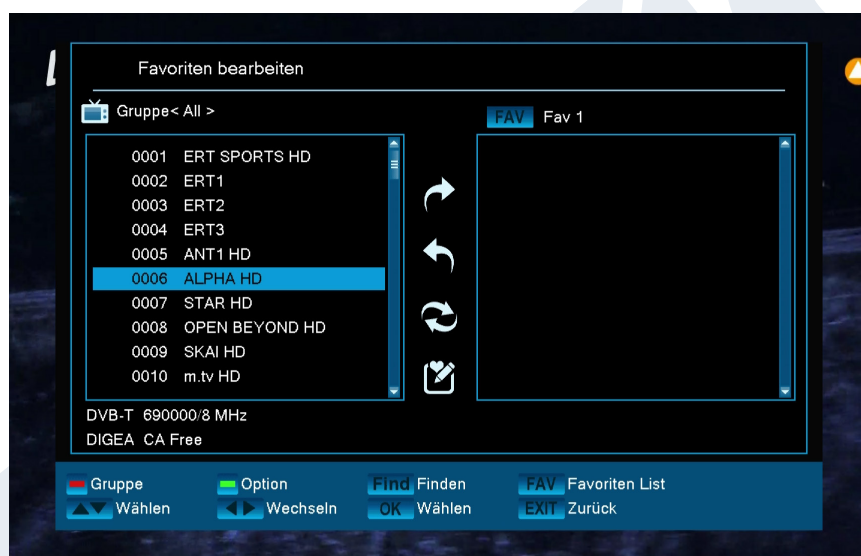 Favoriten bearbeiten
Gruppe< All >
FAV Fav 1
0001 ERT SPORTS HD
0002 ERT1
0003 ERT2
0004 ERT3
0005 ANT1 HD
0006 ALPHA HD
0007 STAR HD
0008 OPEN BEYOND HD
0009 SKAI HD
0010 m.tv HD
DVB-T 690000/8 MHz
DIGEA CA Free
Gruppe Option Find Finden FAV Favoriten List
Wählen Wechseln OK Wählen EXIT Zurück